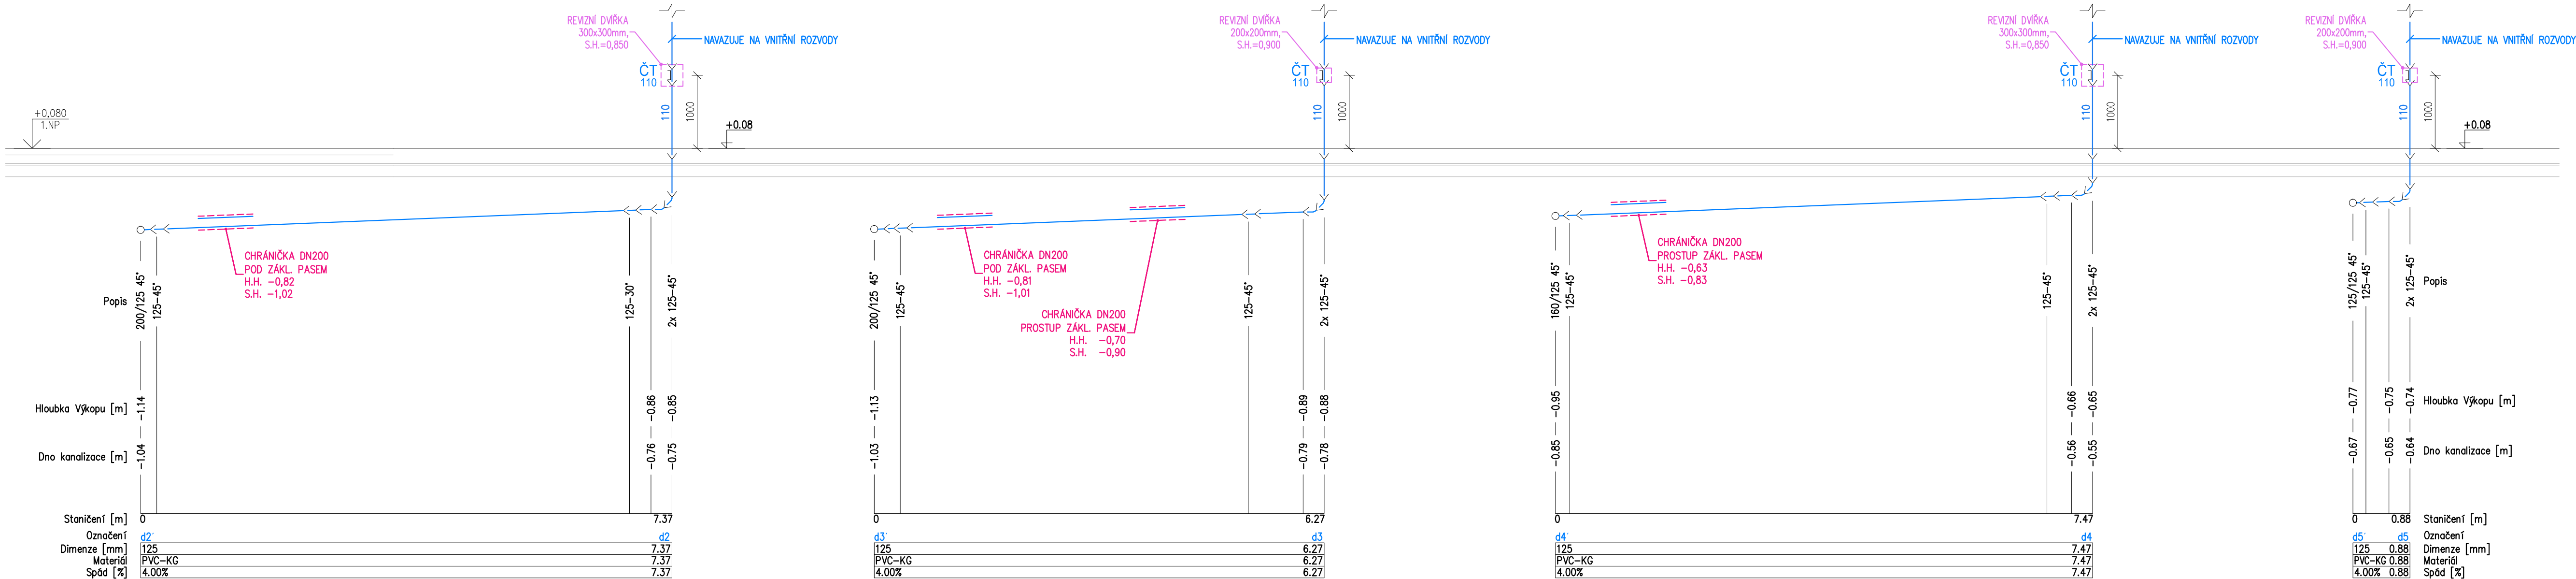 REVIZNÍ DVÍŘKA
300x300mm,
S.H.=0,850
NAVAZUJE NA VNITŘNÍ ROZVODY
ČT
110
110
1000
+0,080
1.NP
+0.08
CHRÁNIČKA DN200
POD ZÁKL. PASEM
H.H. -0,82
S.H. -1,02
Popis
200/125 45°
125-45°
125-30°
2x 125-45°
Hloubka Výkopu [m]
-1.14
-0.86
-0.85
Dno kanalizace [m]
-1.04
-0.76
-0.75
Staničení [m]
0
7.37
Označení
d2'
d2
Dimenze [mm]
125
7.37
Materiál
PVC-KG
7.37
Spád [%]
4.00%
7.37
REVIZNÍ DVÍŘKA
200x200mm,
S.H.=0,900
NAVAZUJE NA VNITŘNÍ ROZVODY
ČT
110
110
1000
CHRÁNIČKA DN200
POD ZÁKL. PASEM
H.H. -0,81
S.H. -1,01
CHRÁNIČKA DN200
PROSTUP ZÁKL. PASEM
H.H. -0,70
S.H. -0,90
200/125 45°
125-45°
125-45°
2x 125-45°
-1.13
-0.89
-0.88
-1.03
-0.79
-0.78
0
6.27
d3'
d3
125
6.27
PVC-KG
6.27
4.00%
6.27
REVIZNÍ DVÍŘKA
300x300mm,
S.H.=0,850
NAVAZUJE NA VNITŘNÍ ROZVODY
ČT
110
110
1000
CHRÁNIČKA DN200
PROSTUP ZÁKL. PASEM
H.H. -0,63
S.H. -0,83
160/125 45°
125-45°
125-45°
2x 125-45°
-0.95
-0.66
-0.65
-0.85
-0.56
-0.55
0
7.47
d4'
d4
125
7.47
PVC-KG
7.47
4.00%
7.47
REVIZNÍ DVÍŘKA
200x200mm,
S.H.=0,900
NAVAZUJE NA VNITŘNÍ ROZVODY
ČT
110
110
1000
+0.08
125/125 45°
125-45°
2x 125-45°
Popis
-0.77
-0.75
-0.74
Hloubka Výkopu [m]
-0.67
-0.65
-0.64
Dno kanalizace [m]
0
0.88
Staničení [m]
d5'
d5
Označení
125
0.88
Dimenze [mm]
PVC-KG
0.88
Materiál
4.00%
0.88
Spád [%]